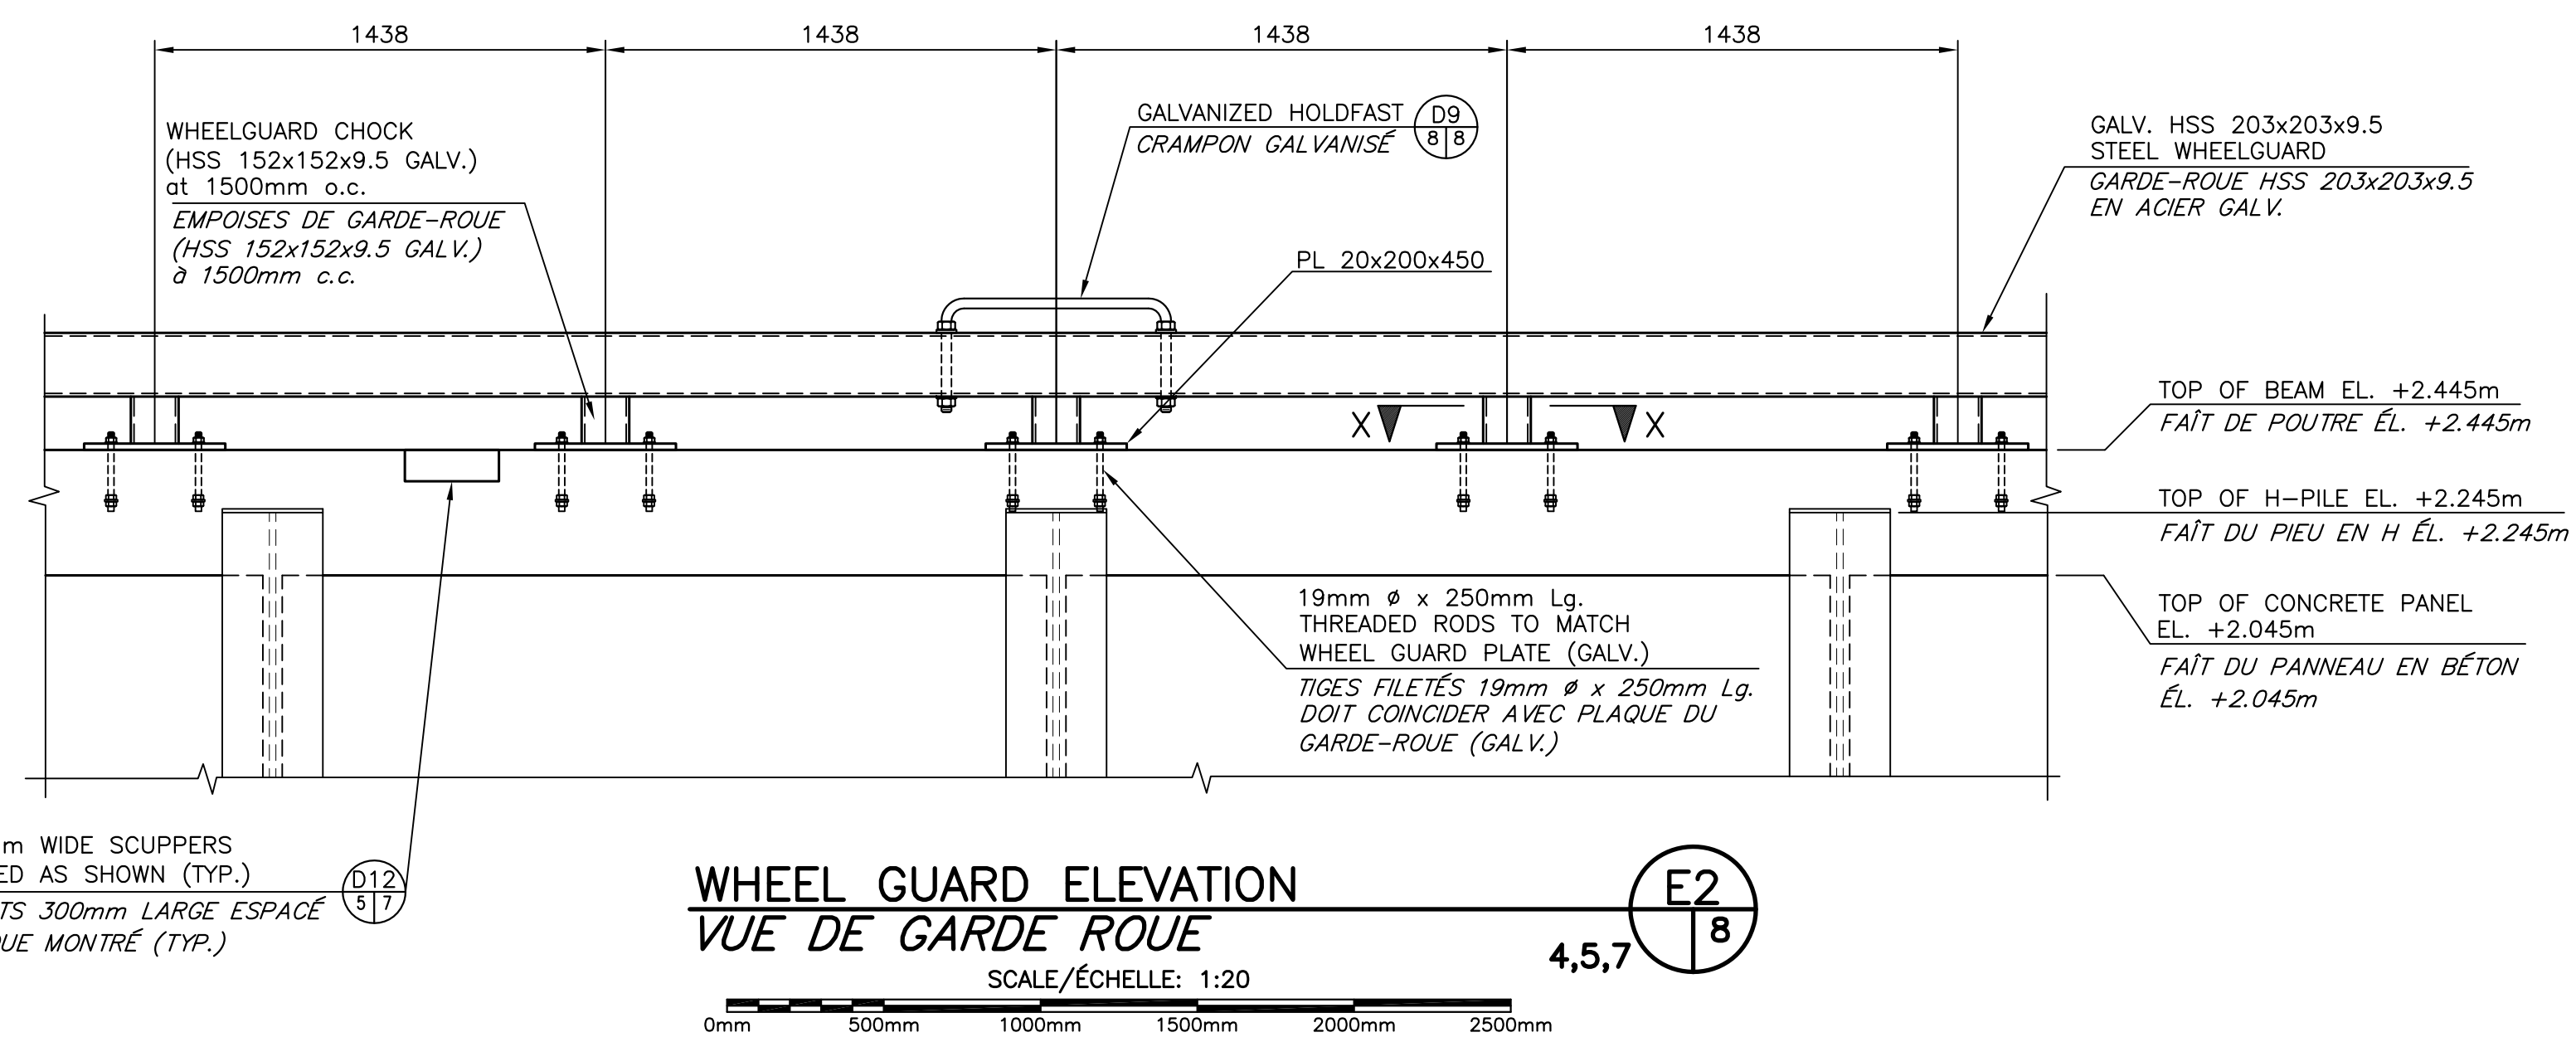 1438
1438
1438
1438
WHEELGUARD CHOCK
(HSS 152x152x9.5 GALV.)
at 1500mm o.c.
EMPOISES DE GARDE-ROUE
(HSS 152x152x9.5 GALV.)
à 1500mm c.c.
GALVANIZED HOLDFAST
CRAMPON GALVANISÉ
D9
8 8
PL 20x200x450
GALV. HSS 203x203x9.5
STEEL WHEELGUARD
GARDE-ROUE HSS 203x203x9.5
EN ACIER GALV.
X X
TOP OF BEAM EL. +2.445m
FAÎT DE POUTRE ÉL. +2.445m
TOP OF H-PILE EL. +2.245m
FAÎT DU PIEU EN H ÉL. +2.245m
TOP OF CONCRETE PANEL
EL. +2.045m
FAÎT DU PANNEAU EN BÉTON
ÉL. +2.045m
19mm ø x 250mm Lg.
THREADED RODS TO MATCH
WHEEL GUARD PLATE (GALV.)
TIGES FILETÉS 19mm ø x 250mm Lg.
DOIT COINCIDER AVEC PLAQUE DU
GARDE-ROUE (GALV.)
m WIDE SCUPPERS
ED AS SHOWN (TYP.)
TS 300mm LARGE ESPACÉ
QUE MONTRÉ (TYP.)
D12
5 7
WHEEL GUARD ELEVATION
VUE DE GARDE ROUE
SCALE/ÉCHELLE: 1:20
4,5,7
E2
8
0mm 500mm 1000mm 1500mm 2000mm 2500mm